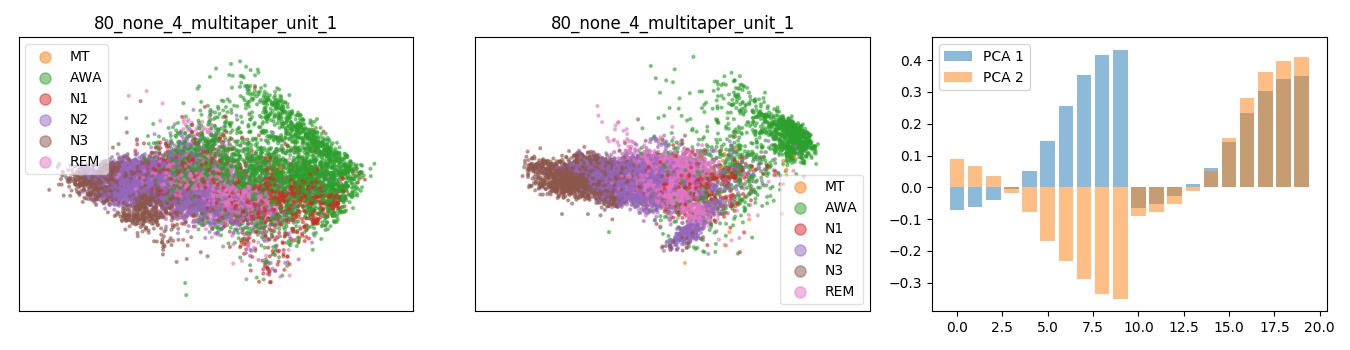 80_none_4_multitaper_unit_1
MT
AWA
N1
N2
N3
REM
80_none_4_multitaper_unit_1
MT
AWA
N1
N2
N3
REM
PCA 1
PCA 2
0.4
0.3
0.2
0.1
0.0
−0.1
−0.2
−0.3
0.0 2.5 5.0 7.5 10.0 12.5 15.0 17.5 20.0